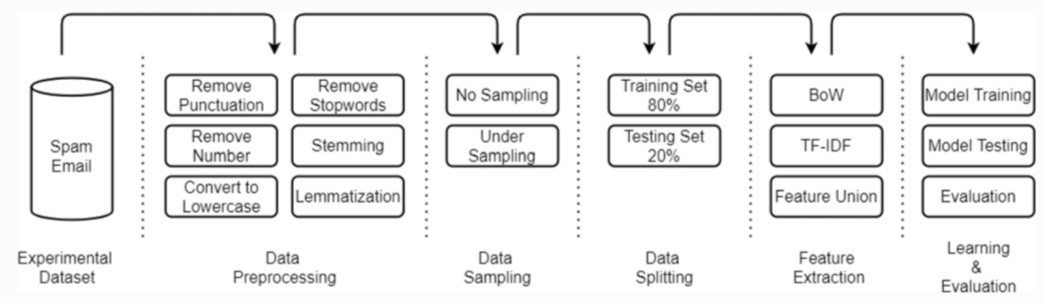 Spam
Email
Experimental
Dataset
Remove
Punctuation
Remove
Number
Convert to
Lowercase
Remove
Stopwords
Stemming
Lemmatization
Data
Preprocessing
No Sampling
Under
Sampling
Data
Sampling
Training Set
80%
Testing Set
20%
Data
Splitting
BoW
TF-IDF
Feature Union
Feature
Extraction
Model Training
Model Testing
Evaluation
Learning
&
Evaluation